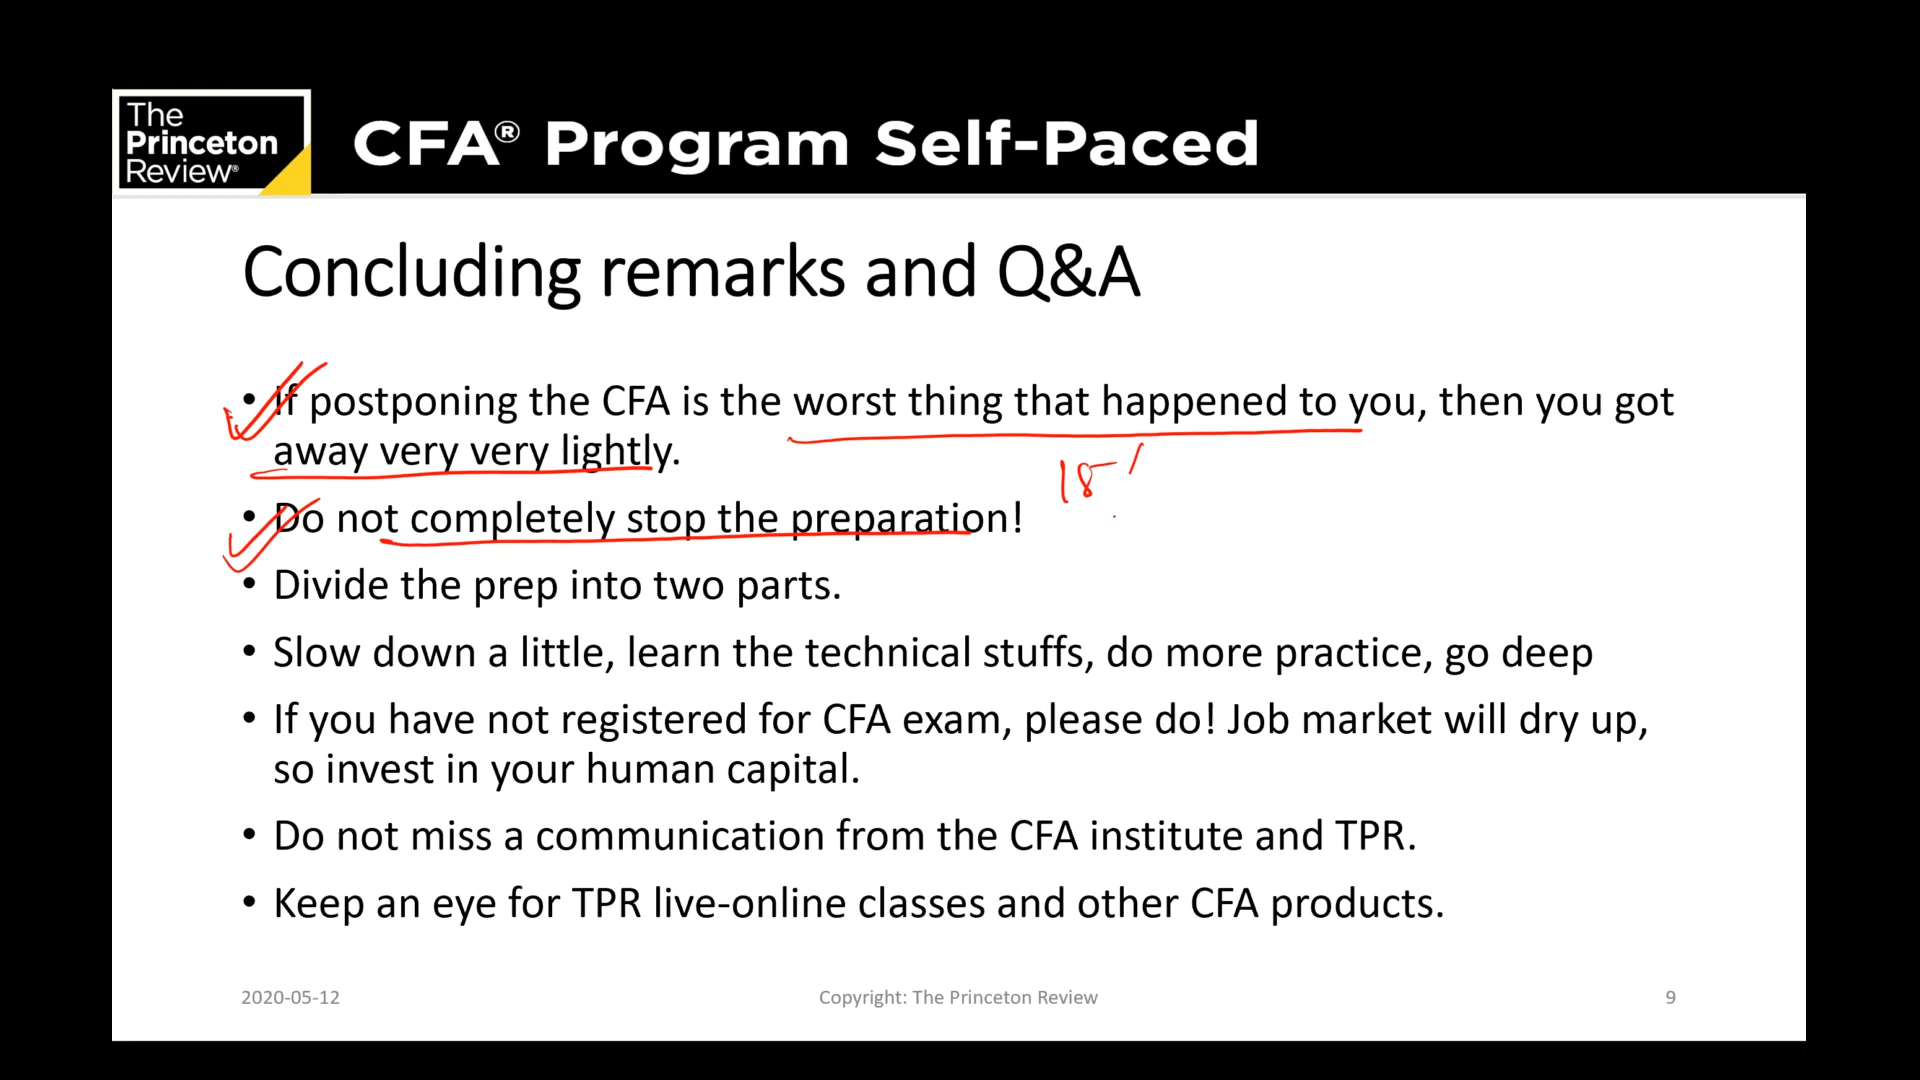 The
Princeton
Review®
CFA® Program Self-Paced
Concluding remarks and Q&A
• If postponing the CFA is the worst thing that happened to you, then you got
away very very lightly.
• Do not completely stop the preparation!
• Divide the prep into two parts.
• Slow down a little, learn the technical stuffs, do more practice, go deep
• If you have not registered for CFA exam, please do! Job market will dry up,
so invest in your human capital.
• Do not miss a communication from the CFA institute and TPR.
• Keep an eye for TPR live-online classes and other CFA products.
2020-05-12
Copyright: The Princeton Review
9